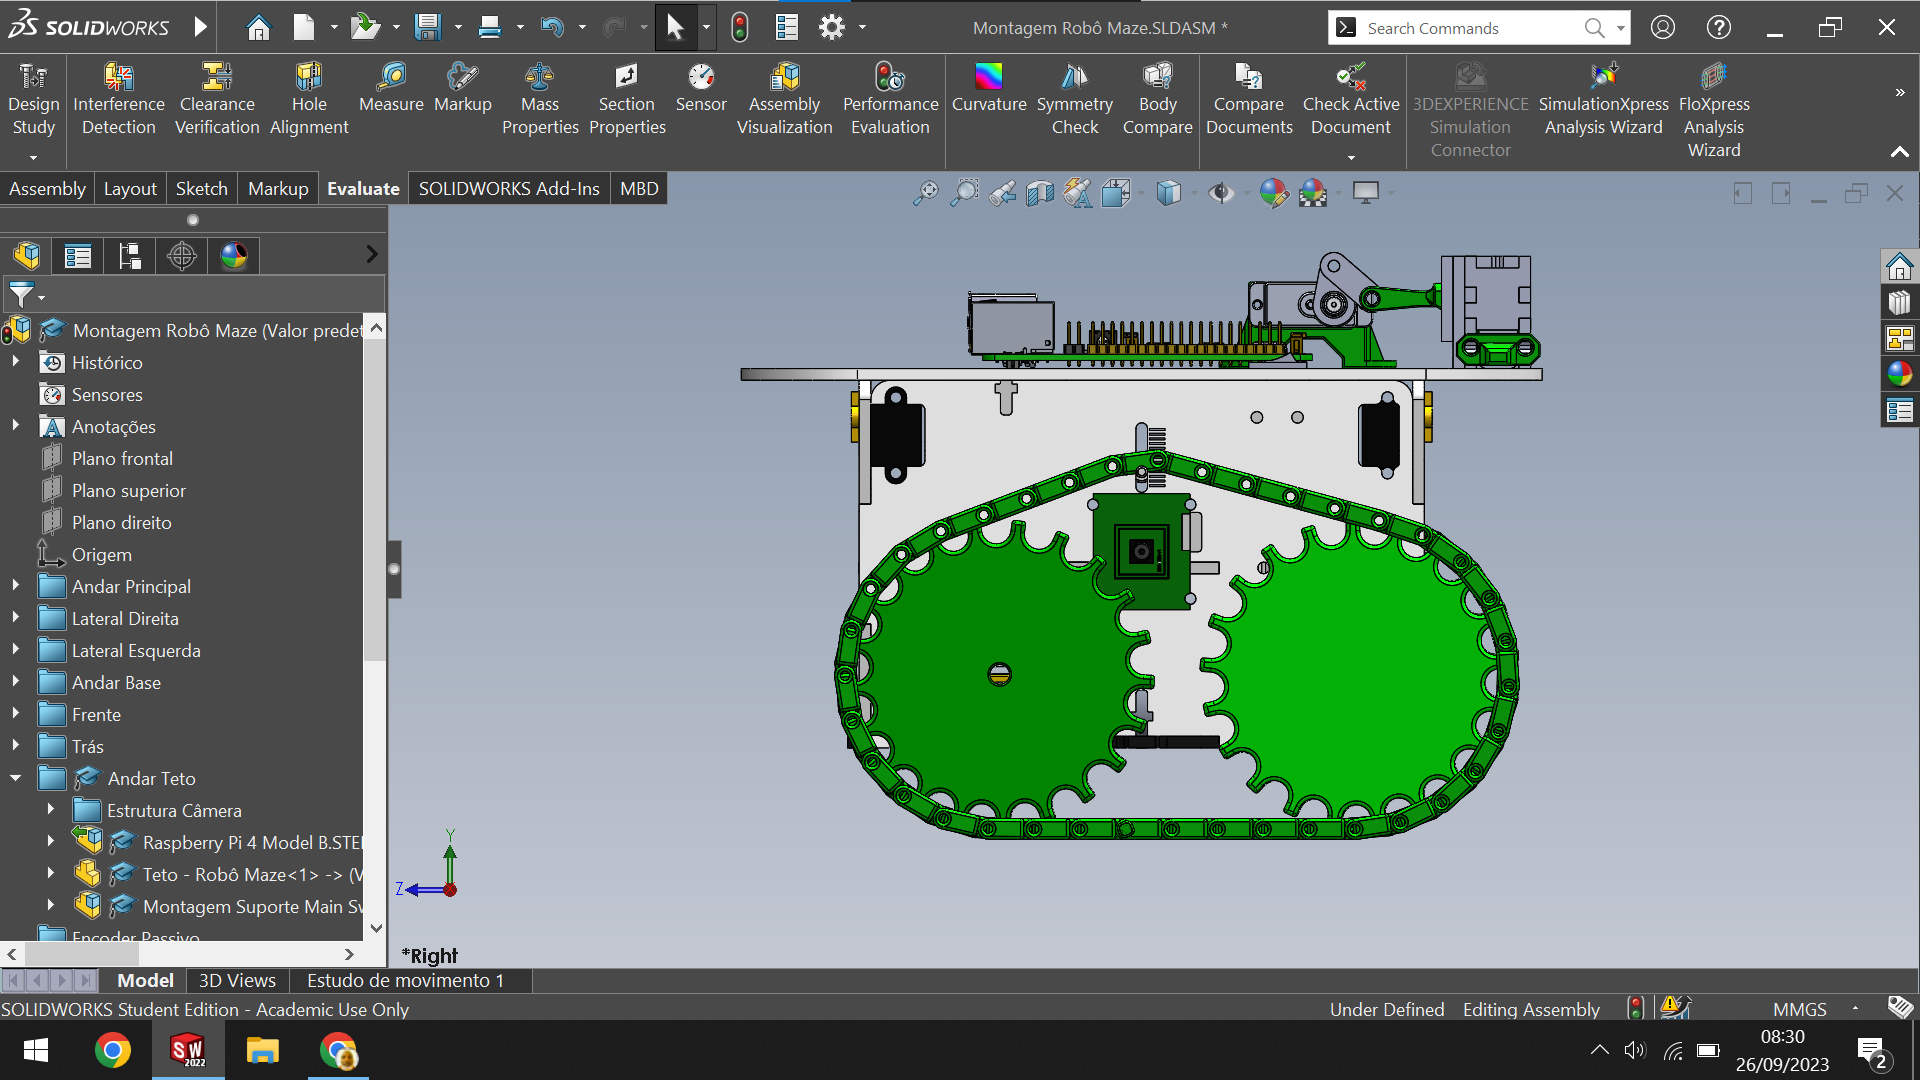 SOLIDWORKS
Montagem Robô Maze.SLDASM *
Search Commands
Design Study
Interference Detection
Clearance Verification
Hole Alignment
Measure
Markup
Mass Properties
Section Properties
Sensor
Assembly Visualization
Performance Evaluation
Curvature
Symmetry Check
Body Compare
Compare Documents
Check Active Document
3DEXPERIENCE Simulation Connector
SimulationXpress Analysis Wizard
FloXpress Analysis Wizard
Assembly
Layout
Sketch
Markup
Evaluate
SOLIDWORKS Add-Ins
MBD
Montagem Robô Maze (Valor predet
Histórico
Sensores
Anotações
Plano frontal
Plano superior
Plano direito
Origem
Andar Principal
Lateral Direita
Lateral Esquerda
Andar Base
Frente
Trás
Andar Teto
Estrutura Câmera
Raspberry Pi 4 Model B.STE
Teto - Robô Maze<1> -> (V
Montagem Suporte Main Sw
Encoder Passivo
Y
Z
*Right
Model
3D Views
Estudo de movimento 1
SOLIDWORKS Student Edition - Academic Use Only
Under Defined
Editing Assembly
MMGS
SW
2022
08:30
26/09/2023
2